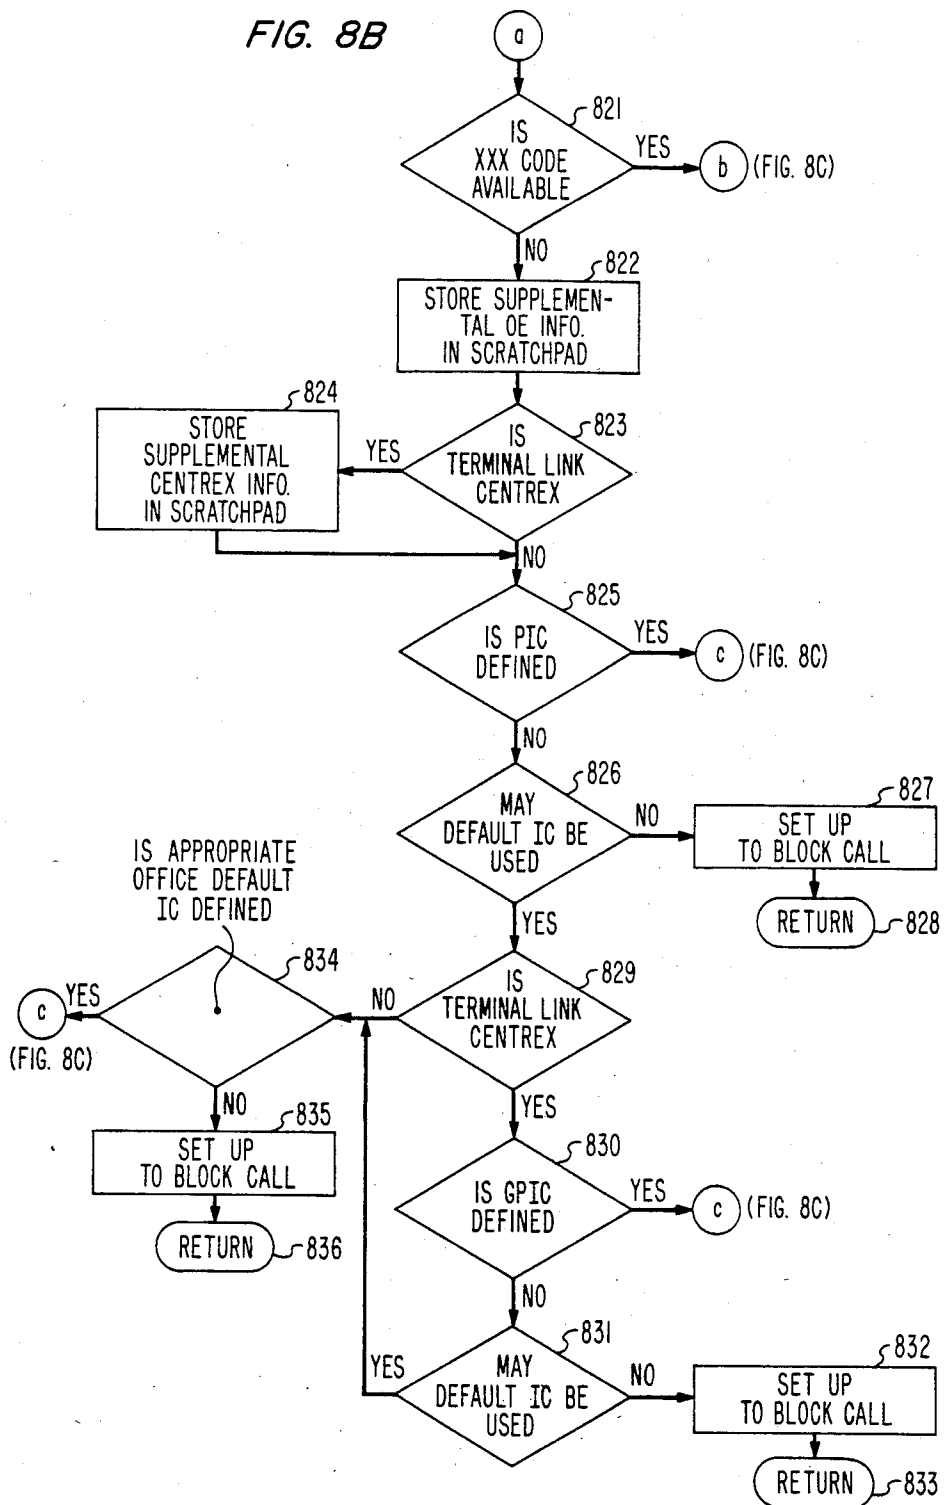 FIG. 8B
a
821
IS
XXX CODE
AVAILABLE
YES
b
(FIG. 8C)
NO
822
STORE SUPPLEMEN-
TAL OE INFO.
IN SCRATCHPAD
824
STORE
SUPPLEMENTAL
CENTREX INFO.
IN SCRATCHPAD
YES
823
IS
TERMINAL LINK
CENTREX
NO
825
IS PIC
DEFINED
YES
c
(FIG. 8C)
NO
826
MAY
DEFAULT IC BE
USED
NO
827
SET UP
TO BLOCK CALL
RETURN
828
YES
IS APPROPRIATE
OFFICE DEFAULT
IC DEFINED
834
829
IS
TERMINAL LINK
CENTREX
NO
YES
c
(FIG. 8C)
NO
835
SET UP
TO BLOCK CALL
RETURN
836
YES
830
IS GPIC
DEFINED
YES
c
(FIG. 8C)
NO
831
MAY
DEFAULT IC BE
USED
YES
NO
832
SET UP
TO BLOCK CALL
RETURN
833